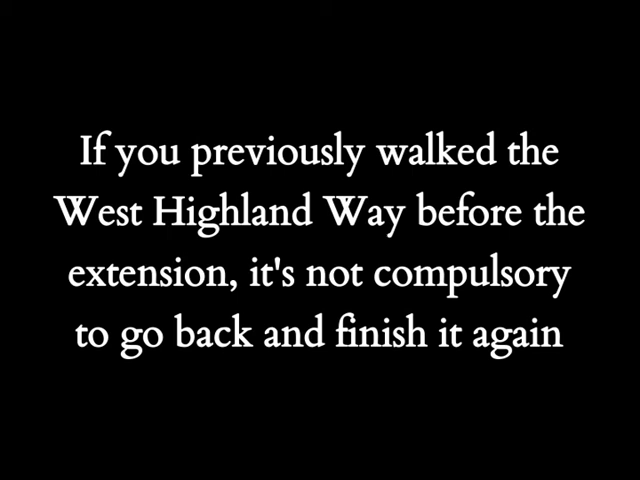 If you previously walked the
West Highland Way before the
extension, it's not compulsory
to go back and finish it again